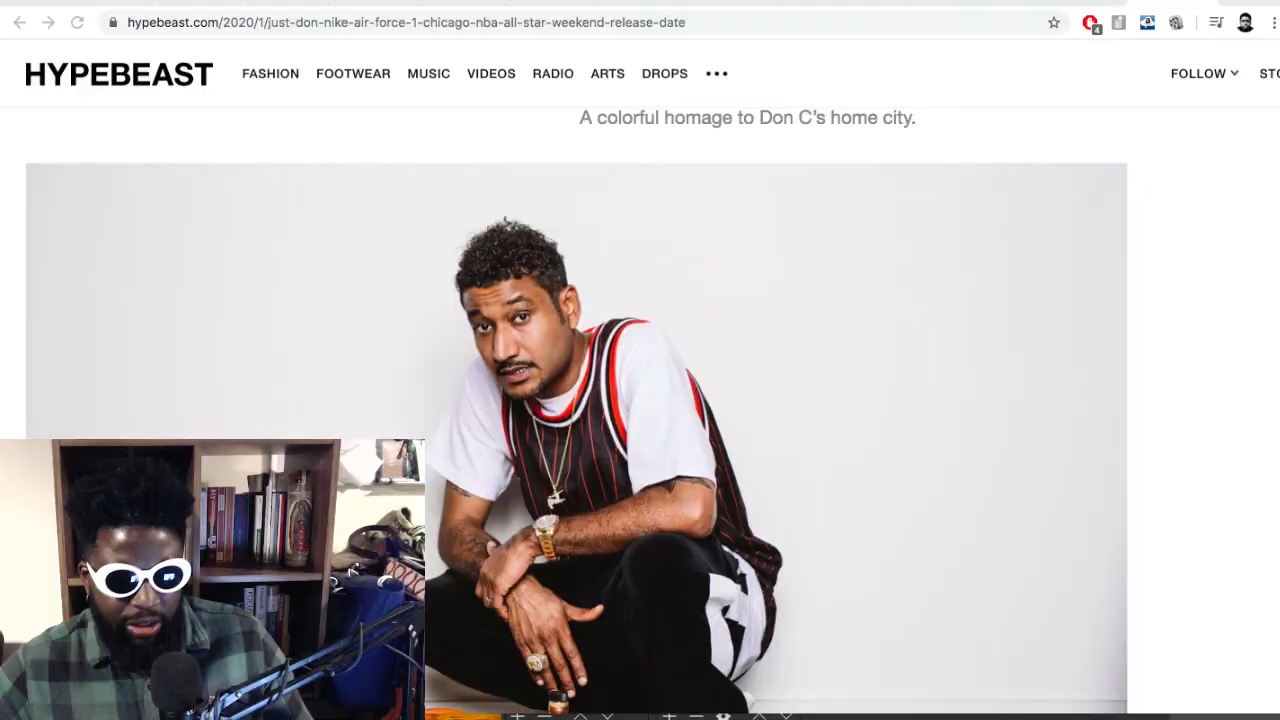 hypebeast.com/2020/1/just-don-nike-air-force-1-chicago-nba-all-star-weekend-release-date
4
HYPEBEAST FASHION FOOTWEAR MUSIC VIDEOS RADIO ARTS DROPS ••• FOLLOW STO
A colorful homage to Don C’s home city.